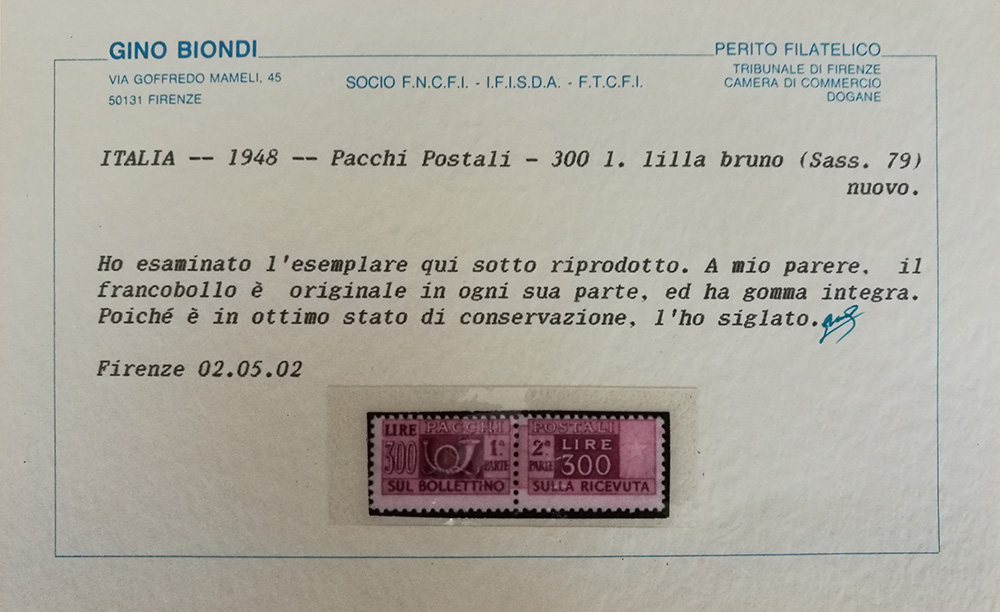 GINO BIONDI
VIA GOFFREDO MAMELI, 45
50131 FIRENZE
SOCIO F.N.C.F.I. - I.F.I.S.D.A. - F.T.C.F.I.
PERITO FILATELICO
TRIBUNALE DI FIRENZE
CAMERA DI COMMERCIO
DOGANE
ITALIA -- 1948 -- Pacchi Postali - 300 l. lilla bruno (Sass. 79)
nuovo.
Ho esaminato l'esemplare qui sotto riprodotto. A mio parere, il
francobollo è originale in ogni sua parte, ed ha gomma integra.
Poiché è in ottimo stato di conservazione, l'ho siglato.
Firenze 02.05.02
LIRE PACCHI
300 1ª
PARTE
SUL BOLLETTINO
POSTALI
2ª LIRE
PARTE 300
SULLA RICEVUTA